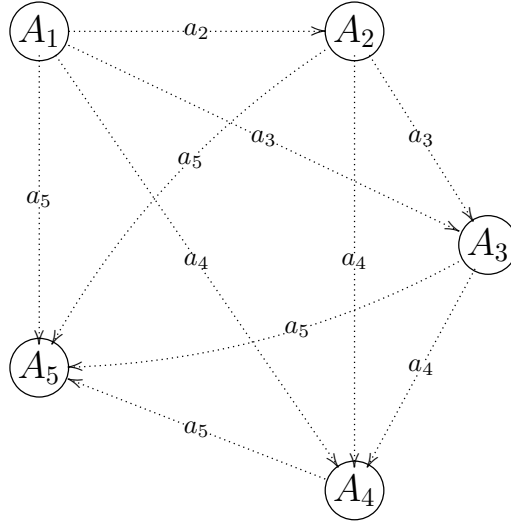 A₁ a₂ A₂
a₃ a₃
a₅
a₅
A₃
a₄ a₄
a₅
A₅ a₄
a₅
A₄